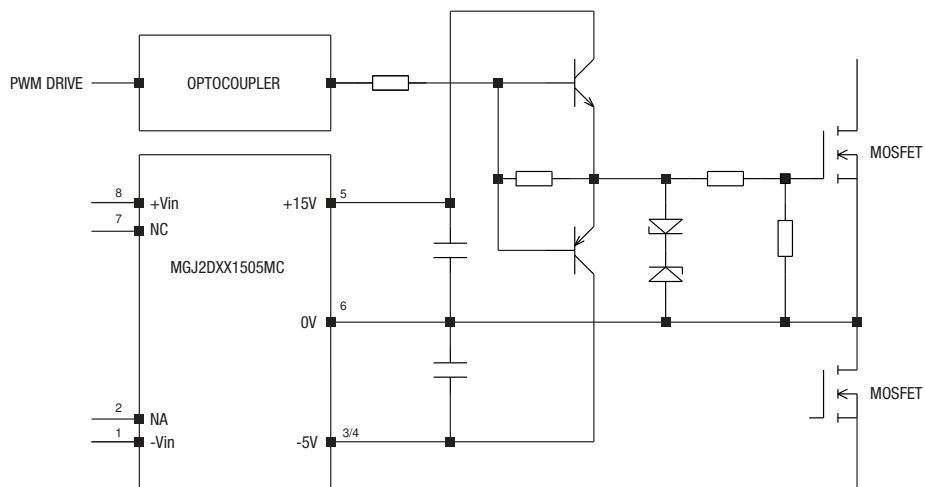 PWM DRIVE
OPTOCOUPLER
MOSFET
8
+Vin
+15V
5
7
NC
MGJ2DXX1505MC
6
0V
2
NA
MOSFET
1
-Vin
-5V
3/4